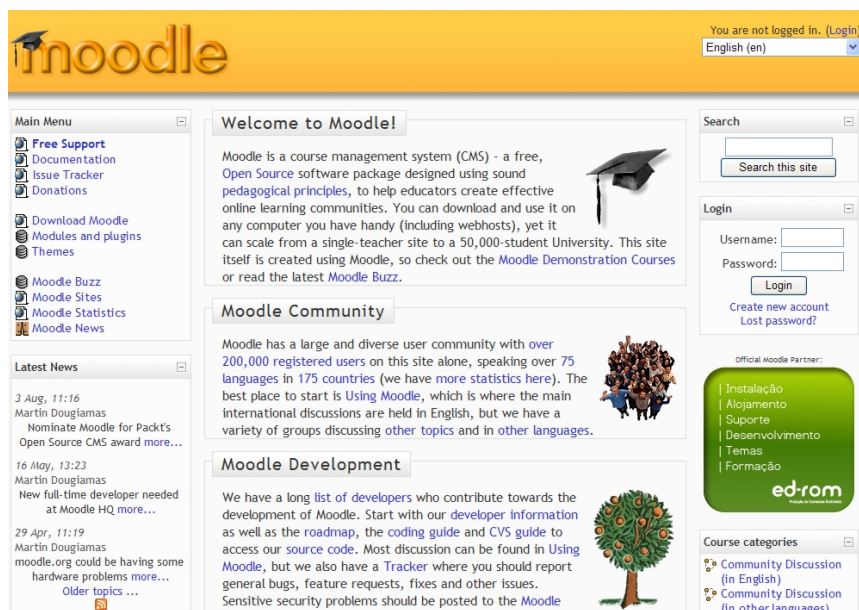 moodle
You are not logged in. (Login)
English (en)
Main Menu
Free Support
Documentation
Issue Tracker
Donations
Download Moodle
Modules and plugins
Themes
Moodle Buzz
Moodle Sites
Moodle Statistics
Moodle News
Latest News
3 Aug, 11:16
Martin Dougiamas
Nominate Moodle for Packt's
Open Source CMS award more...
16 May, 13:23
Martin Dougiamas
New full-time developer needed
at Moodle HQ more...
29 Apr, 11:19
Martin Dougiamas
moodle.org could be having some
hardware problems more...
Older topics ...
Welcome to Moodle!
Moodle is a course management system (CMS) - a free,
Open Source software package designed using sound
pedagogical principles, to help educators create effective
online learning communities. You can download and use it on
any computer you have handy (including webhosts), yet it
can scale from a single-teacher site to a 50,000-student University. This site
itself is created using Moodle, so check out the Moodle Demonstration Courses
or read the latest Moodle Buzz.
Moodle Community
Moodle has a large and diverse user community with over
200,000 registered users on this site alone, speaking over 75
languages in 175 countries (we have more statistics here). The
best place to start is Using Moodle, which is where the main
international discussions are held in English, but we have a
variety of groups discussing other topics and in other languages.
Moodle Development
We have a long list of developers who contribute towards the
development of Moodle. Start with our developer information
as well as the roadmap, the coding guide and CVS guide to
access our source code. Most discussion can be found in Using
Moodle, but we also have a Tracker where you should report
general bugs, feature requests, fixes and other issues.
Sensitive security problems should be posted to the Moodle
Search
Search this site
Login
Username:
Password:
Login
Create new account
Lost password?
Official Moodle Partner:
| Instalação
| Alojamento
| Suporte
| Desenvolvimento
| Temas
| Formação
ed-rom
Produção de Conteúdos Multimédia
Course categories
Community Discussion
(in English)
Community Discussion
(in other languages)